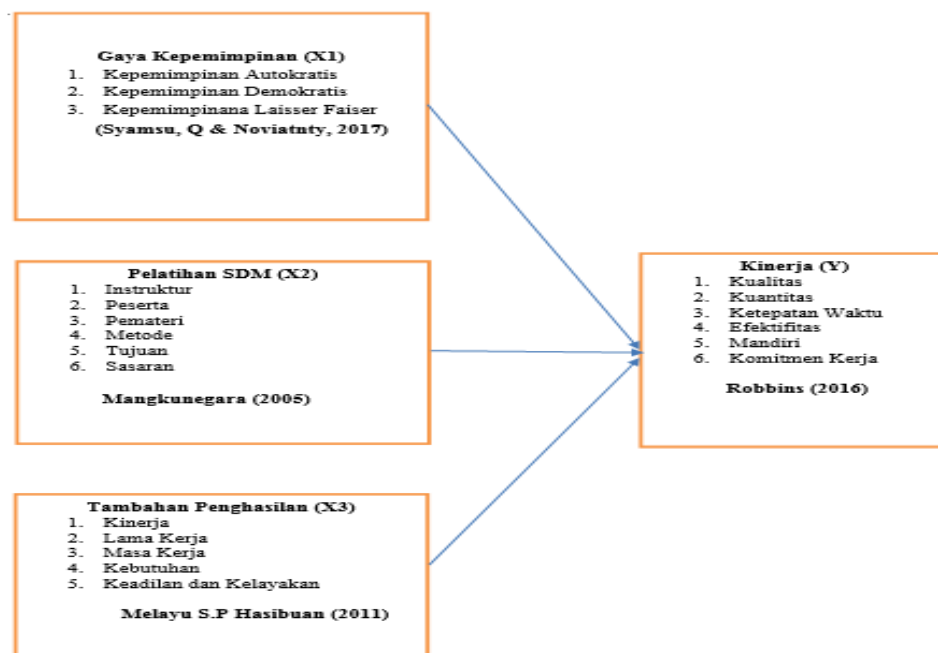 Gaya Kepemimpinan (X1)
1. Kepemimpinan Autokratis
2. Kepemimpinan Demokratis
3. Kepemimpinana Laisser Faiser
(Syamsu, Q & Noviatnty, 2017)
Pelatihan SDM (X2)
1. Instruktur
2. Peserta
3. Pemateri
4. Metode
5. Tujuan
6. Sasaran
Mangkunegara (2005)
Tambahan Penghasilan (X3)
1. Kinerja
2. Lama Kerja
3. Masa Kerja
4. Kebutuhan
5. Keadilan dan Kelayakan
Melayu S.P Hasibuan (2011)
Kinerja (Y)
1. Kualitas
2. Kuantitas
3. Ketepatan Waktu
4. Efektifitas
5. Mandiri
6. Komitmen Kerja
Robbins (2016)